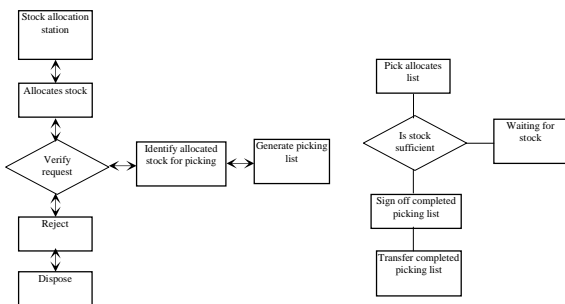 Stock allocation
station
Allocates stock
Verify
request
Identify allocated
stock for picking
Generate picking
list
Reject
Dispose
Pick allocates
list
Is stock
sufficient
Waiting for
stock
Sign off completed
picking list
Transfer completed
picking list